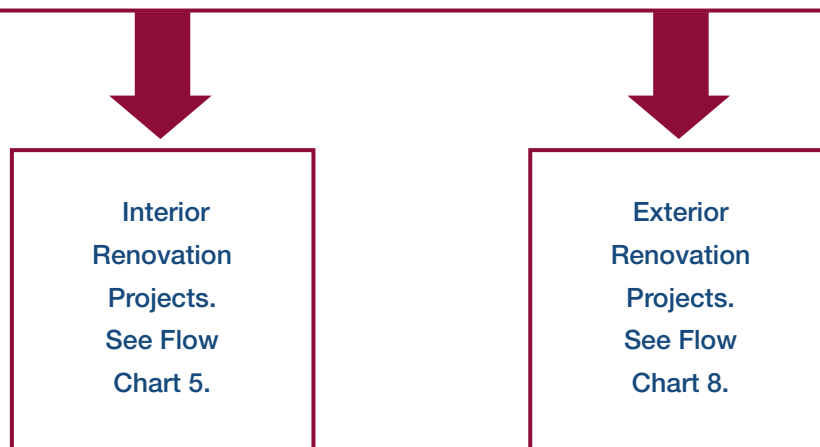 Interior
Renovation
Projects.
See Flow
Chart 5.
Exterior
Renovation
Projects.
See Flow
Chart 8.